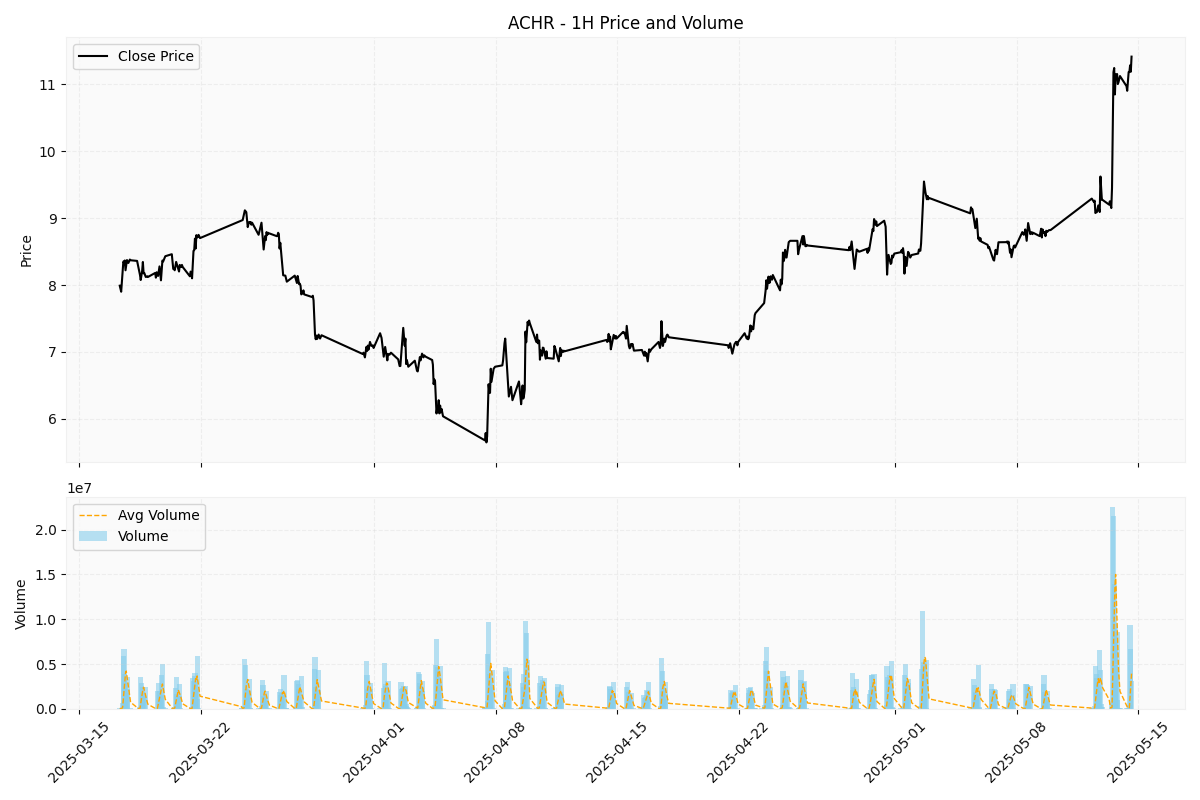 ACHR - 1H Price and Volume
Close Price
Price
11
10
9
8
7
6
1e7
Avg Volume
Volume
Volume
2.0
1.5
1.0
0.5
0.0
2025-03-15
2025-03-22
2025-04-01
2025-04-08
2025-04-15
2025-04-22
2025-05-01
2025-05-08
2025-05-15